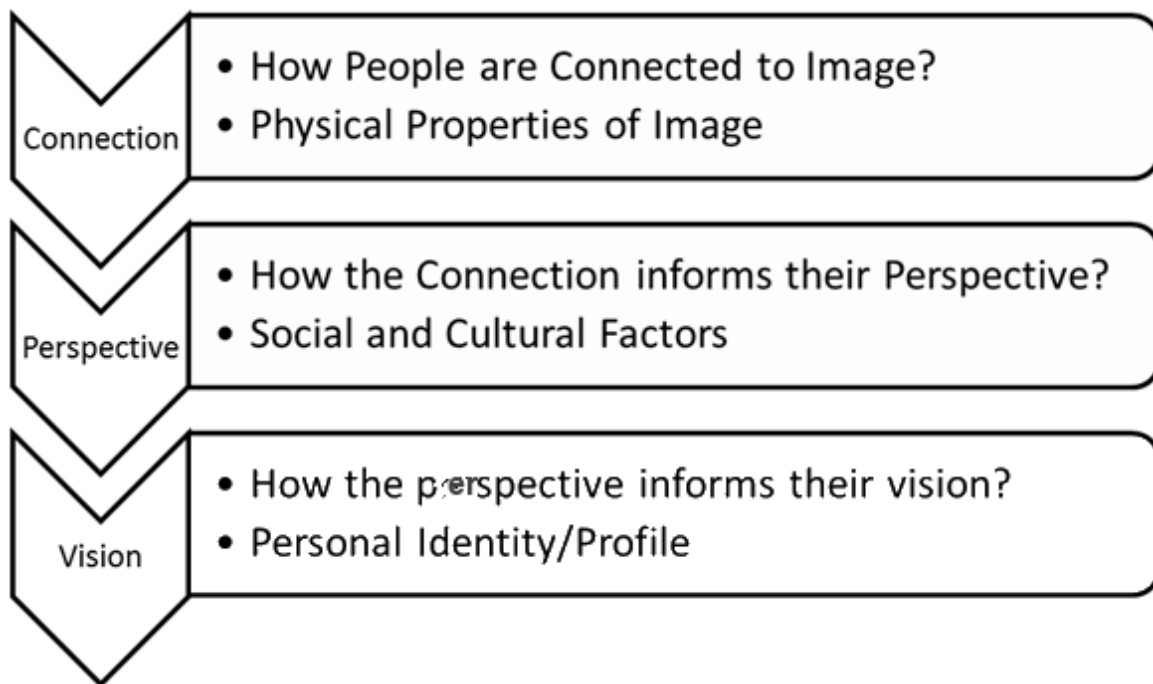 Connection
• How People are Connected to Image?
• Physical Properties of Image
Perspective
• How the Connection informs their Perspective?
• Social and Cultural Factors
Vision
• How the perspective informs their vision?
• Personal Identity/Profile